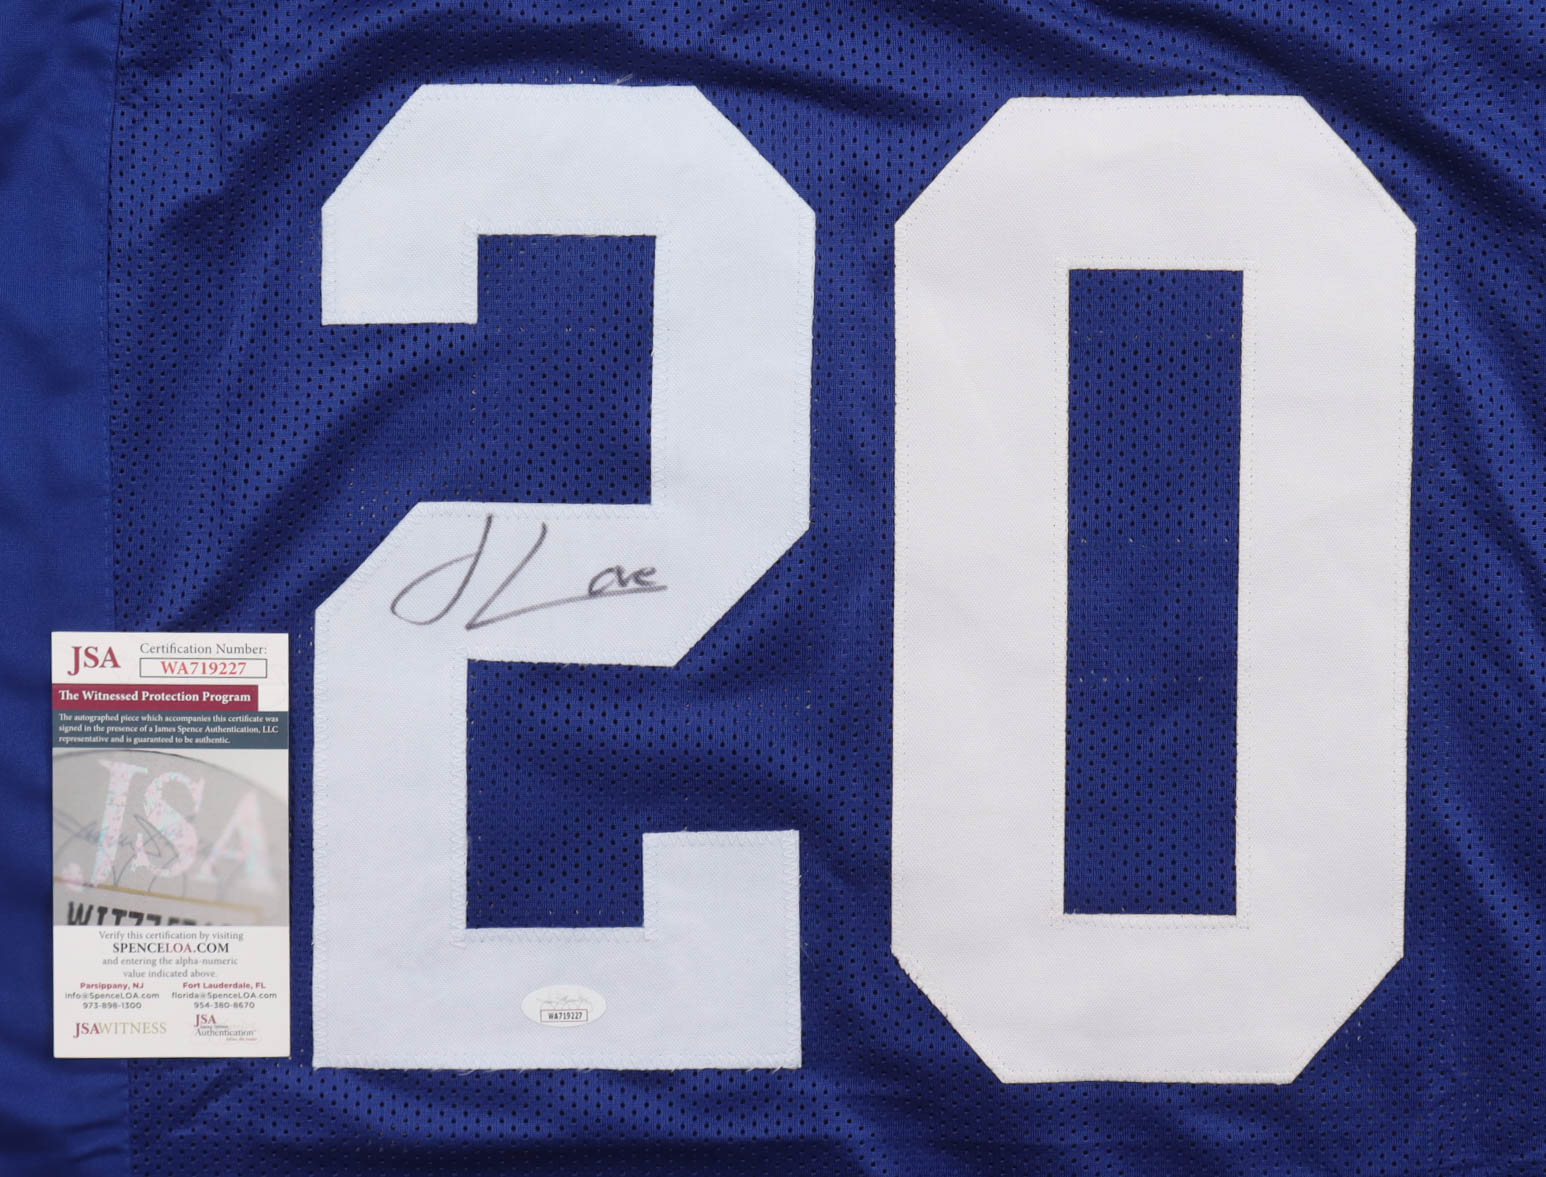 20
J Love
JSA
Certification Number:
WA719227
The Witnessed Protection Program
The autographed piece which accompanies this certificate was
signed in the presence of a James Spence Authentication, LLC
representative and is guaranteed to be authentic.
JSA
Verify this certification by visiting
SPENCELOA.COM
and entering the alpha-numeric
value indicated above.
Parsippany, NJ
info@SpenceLOA.com
973-898-1300
Fort Lauderdale, FL
florida@SpenceLOA.com
954-380-8670
JSAWITNESS
JSA
Authentication
WA719227